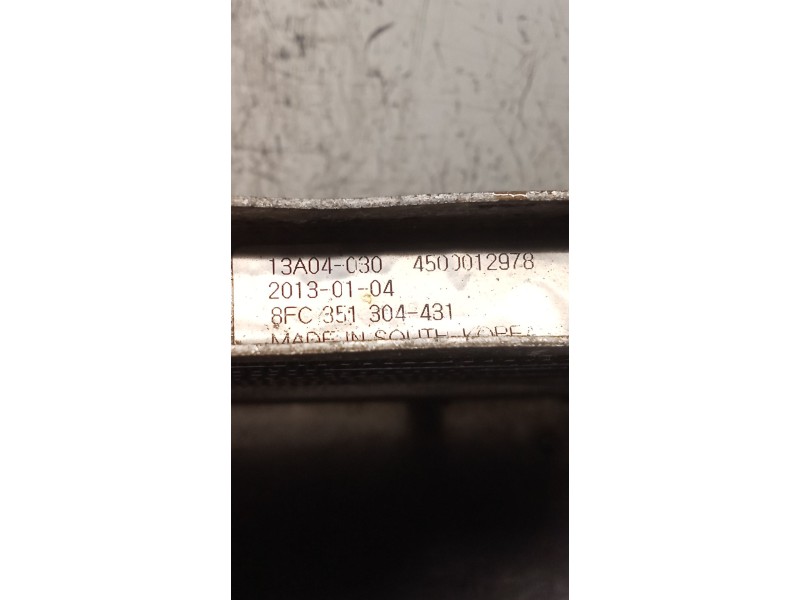 13A04-030 4500012978
2013-01-04
8FC 351 304-431
MADE IN SOUTH-KOREA